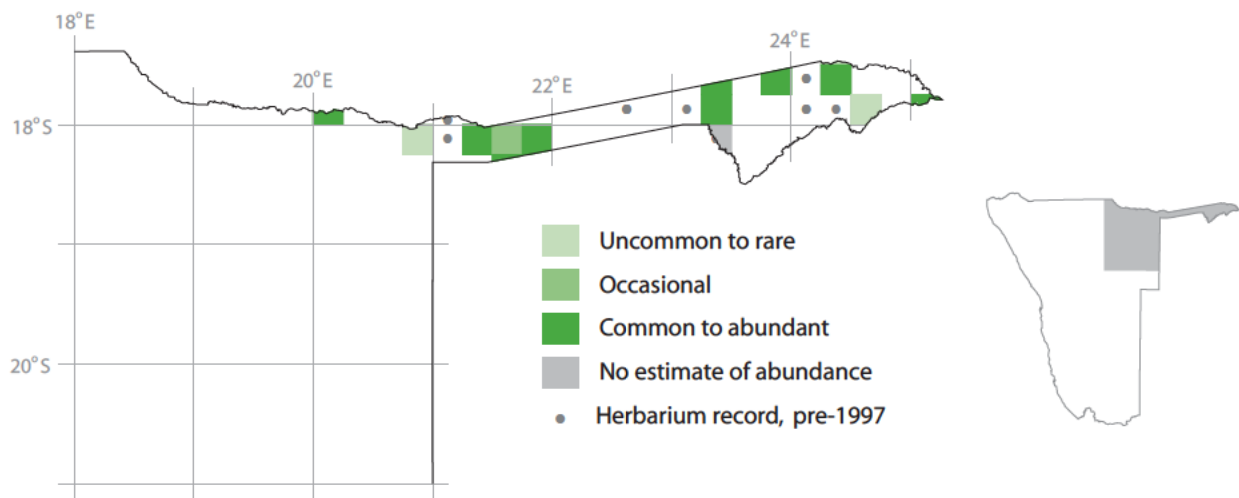 18°E
24°E
20°E
22°E
18°S
20°S
Uncommon to rare
Occasional
Common to abundant
No estimate of abundance
Herbarium record, pre-1997